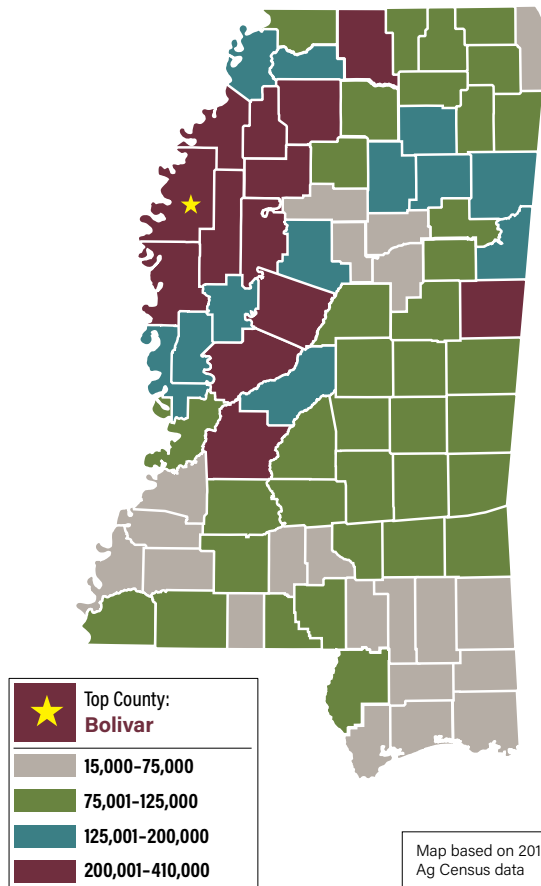 Top County:
Bolivar
15,000–75,000
75,001–125,000
125,001–200,000
200,001–410,000
Map based on 201
Ag Census data